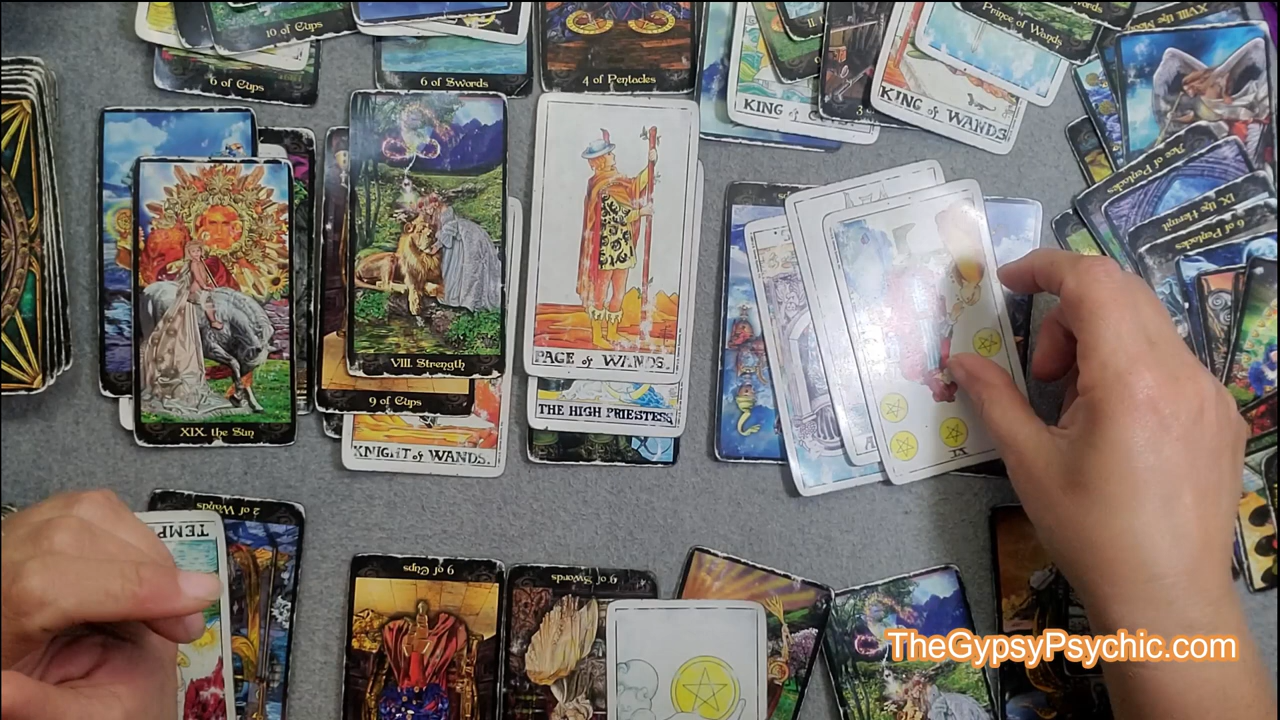 10 of Cups
6 of Cups
6 of Swords
4 of Pentacles
KING of
KING of WANDS
Prince of Wands
Ace of Pentacles
IX the Hermit
6 of Pentacles
XIX. the Sun
VIII. Strength
9 of Cups
KNIGHT of WANDS.
PAGE of WANDS.
THE HIGH PRIESTESS
VI
2 of Wands
TEMP
9 of Cups
9 of Swords
TheGypsyPsychic.com